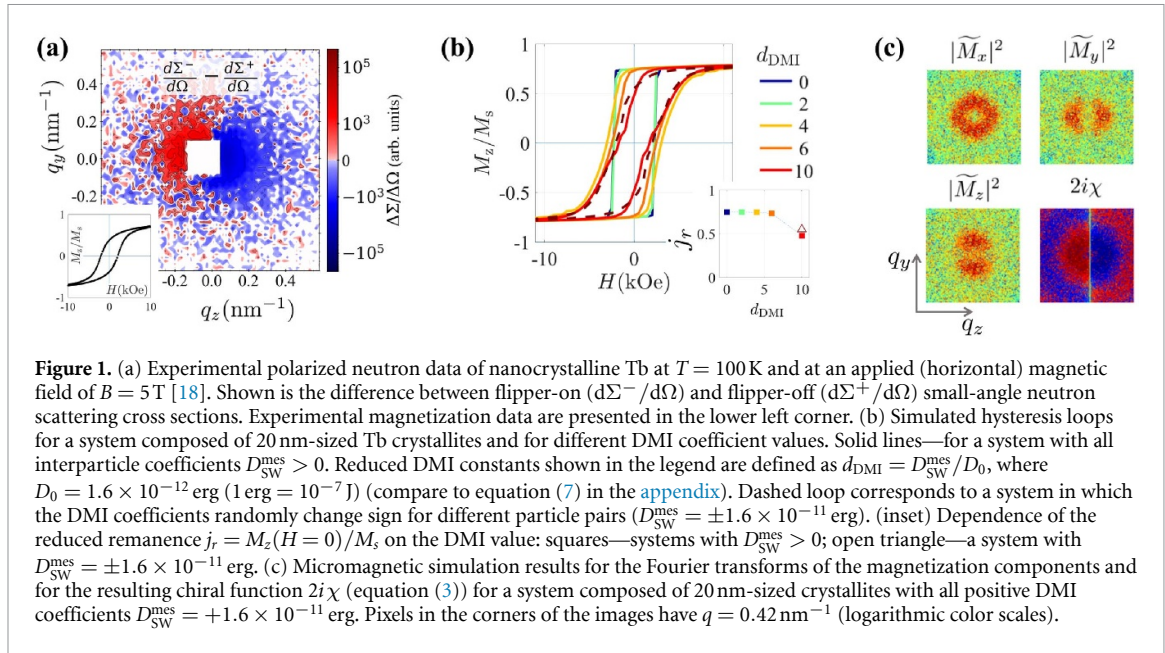 (a)
dΣ⁻/dΩ − dΣ⁺/dΩ
q_y (nm⁻¹)
0.4
0.2
0.0
-0.2
M_z/M_s
1
0
-1
-10
0
10
H(kOe)
-0.2
0.0
0.2
0.4
q_z (nm⁻¹)
10⁵
10³
0
−10³
−10⁵
ΔΣ/ΔΩ (arb. units)
(b)
M_z/M_s
1
0.5
0
-0.5
-1
-10
0
10
H(kOe)
d_DMI
0
2
4
6
10
j_r
1
0.5
0
0
5
10
d_DMI
(c)
|M̃_x|²
|M̃_y|²
|M̃_z|²
2iχ
q_y
q_z
Figure 1. (a) Experimental polarized neutron data of nanocrystalline Tb at T = 100 K and at an applied (horizontal) magnetic
field of B = 5 T [18]. Shown is the difference between flipper-on (dΣ⁻/dΩ) and flipper-off (dΣ⁺/dΩ) small-angle neutron
scattering cross sections. Experimental magnetization data are presented in the lower left corner. (b) Simulated hysteresis loops
for a system composed of 20 nm-sized Tb crystallites and for different DMI coefficient values. Solid lines—for a system with all
interparticle coefficients D_SW^mes > 0. Reduced DMI constants shown in the legend are defined as d_DMI = D_SW^mes/D₀, where
D₀ = 1.6 × 10⁻¹² erg (1 erg = 10⁻⁷ J) (compare to equation (7) in the appendix). Dashed loop corresponds to a system in which
the DMI coefficients randomly change sign for different particle pairs (D_SW^mes = ±1.6 × 10⁻¹¹ erg). (inset) Dependence of the
reduced remanence j_r = M_z(H = 0)/M_s on the DMI value: squares—systems with D_SW^mes > 0; open triangle—a system with
D_SW^mes = ±1.6 × 10⁻¹¹ erg. (c) Micromagnetic simulation results for the Fourier transforms of the magnetization components and
for the resulting chiral function 2iχ (equation (3)) for a system composed of 20 nm-sized crystallites with all positive DMI
coefficients D_SW^mes = +1.6 × 10⁻¹¹ erg. Pixels in the corners of the images have q = 0.42 nm⁻¹ (logarithmic color scales).